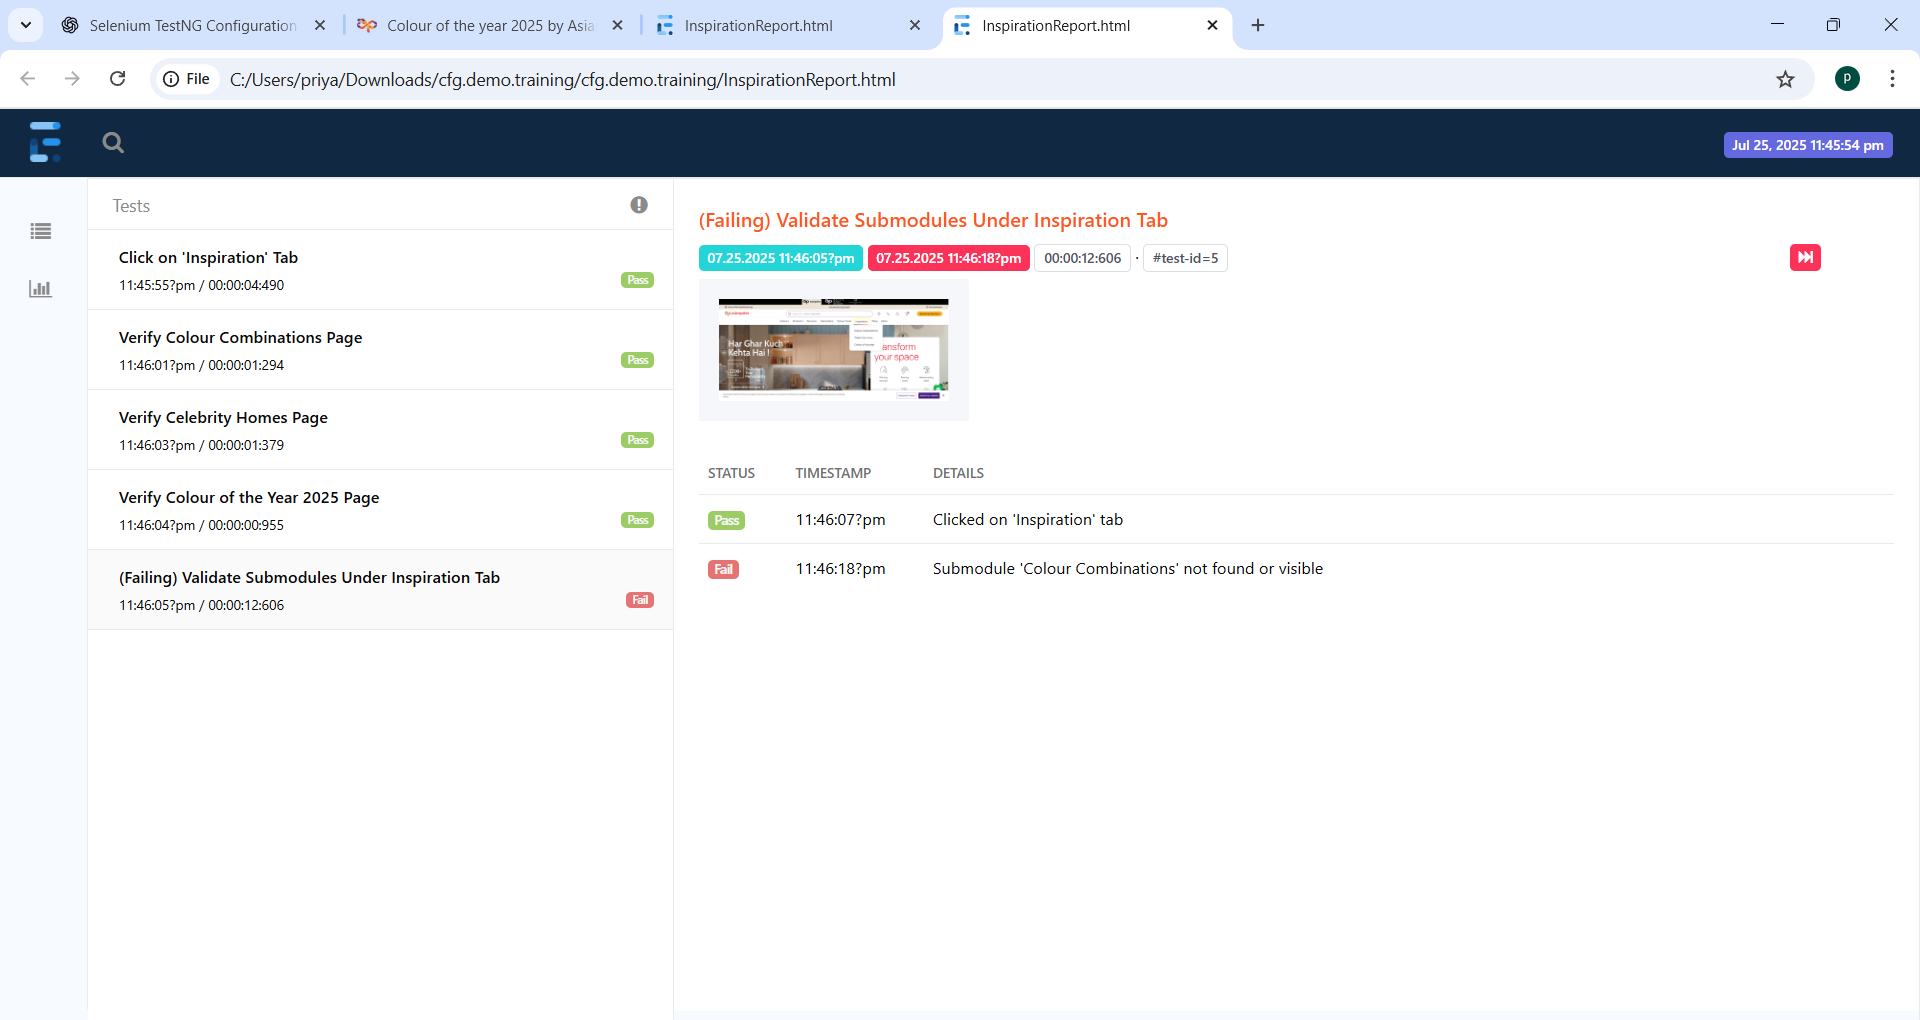 Selenium TestNG Configuration
Colour of the year 2025 by Asia
InspirationReport.html
InspirationReport.html
File
C:/Users/priya/Downloads/cfg.demo.training/cfg.demo.training/InspirationReport.html
P
Jul 25, 2025 11:45:54 pm
Tests
Click on 'Inspiration' Tab
11:45:55?pm / 00:00:04:490
Pass
Verify Colour Combinations Page
11:46:01?pm / 00:00:01:294
Pass
Verify Celebrity Homes Page
11:46:03?pm / 00:00:01:379
Pass
Verify Colour of the Year 2025 Page
11:46:04?pm / 00:00:00:955
Pass
(Failing) Validate Submodules Under Inspiration Tab
11:46:05?pm / 00:00:12:606
Fail
(Failing) Validate Submodules Under Inspiration Tab
07.25.2025 11:46:05?pm 07.25.2025 11:46:18?pm 00:00:12:606 · #test-id=5
Har Ghar Kuch
Kehta Hai !
ansform
your space
STATUS TIMESTAMP DETAILS
Pass 11:46:07?pm Clicked on 'Inspiration' tab
Fail 11:46:18?pm Submodule 'Colour Combinations' not found or visible